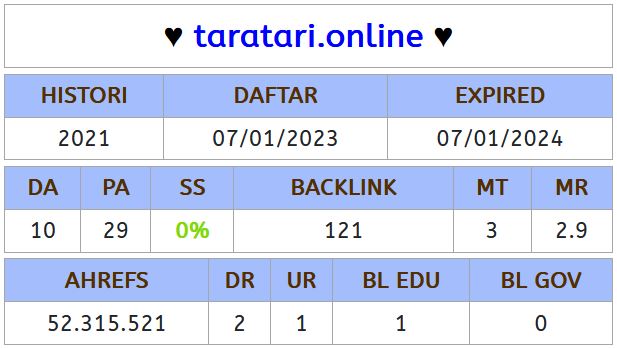 ♥ taratari.online ♥
HISTORI DAFTAR EXPIRED
2021 07/01/2023 07/01/2024
DA PA SS BACKLINK MT MR
10 29 0% 121 3 2.9
AHREFS DR UR BL EDU BL GOV
52.315.521 2 1 1 0